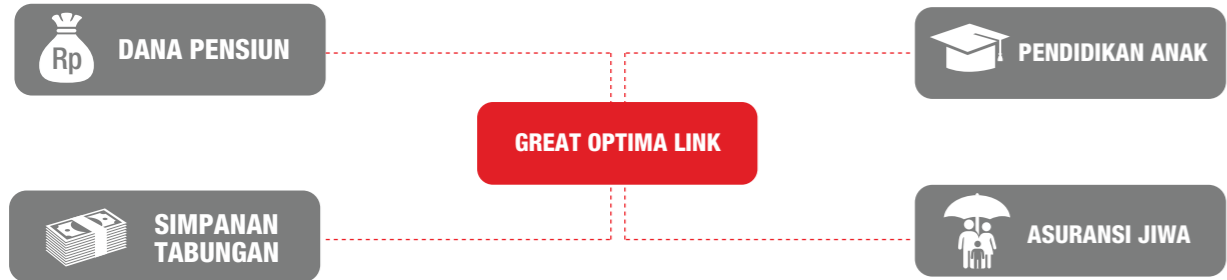 Rp
DANA PENSIUN
PENDIDIKAN ANAK
GREAT OPTIMA LINK
SIMPANAN
TABUNGAN
ASURANSI JIWA